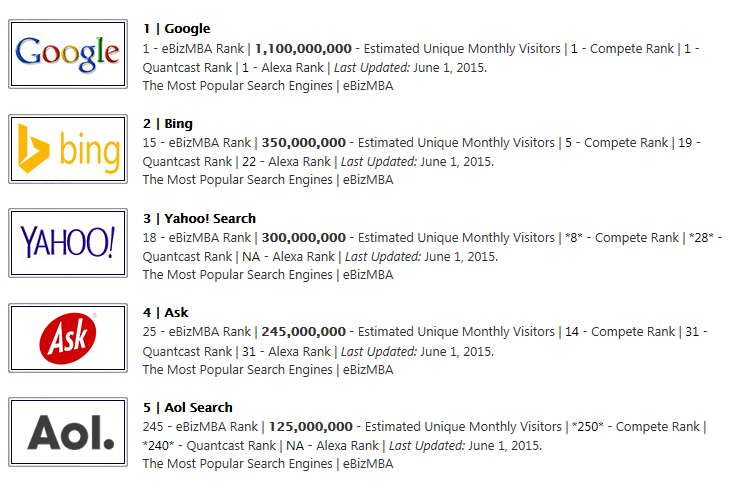 Google
1 | Google
1 - eBizMBA Rank | 1,100,000,000 - Estimated Unique Monthly Visitors | 1 - Compete Rank | 1 -
Quantcast Rank | 1 - Alexa Rank | Last Updated: June 1, 2015.
The Most Popular Search Engines | eBizMBA
bing
2 | Bing
15 - eBizMBA Rank | 350,000,000 - Estimated Unique Monthly Visitors | 5 - Compete Rank | 19 -
Quantcast Rank | 22 - Alexa Rank | Last Updated: June 1, 2015.
The Most Popular Search Engines | eBizMBA
YAHOO!
3 | Yahoo! Search
18 - eBizMBA Rank | 300,000,000 - Estimated Unique Monthly Visitors | *8* - Compete Rank | *28* -
Quantcast Rank | NA - Alexa Rank | Last Updated: June 1, 2015.
The Most Popular Search Engines | eBizMBA
Ask
4 | Ask
25 - eBizMBA Rank | 245,000,000 - Estimated Unique Monthly Visitors | 14 - Compete Rank | 31 -
Quantcast Rank | 31 - Alexa Rank | Last Updated: June 1, 2015.
The Most Popular Search Engines | eBizMBA
Aol.
5 | Aol Search
245 - eBizMBA Rank | 125,000,000 - Estimated Unique Monthly Visitors | *250* - Compete Rank |
*240* - Quantcast Rank | NA - Alexa Rank | Last Updated: June 1, 2015.
The Most Popular Search Engines | eBizMBA